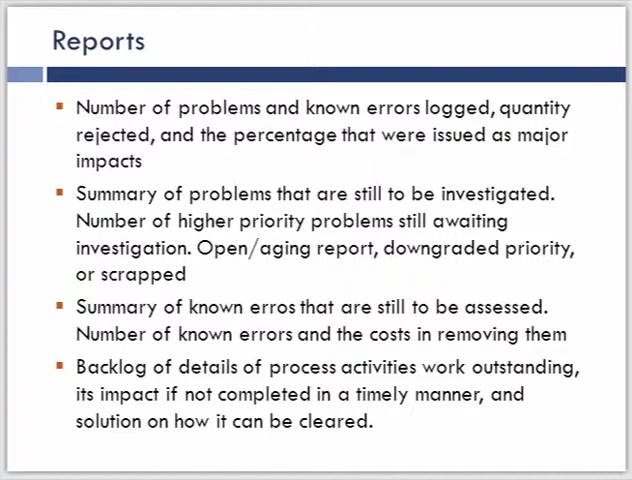 Reports
Number of problems and known errors logged, quantity
rejected, and the percentage that were issued as major
impacts
Summary of problems that are still to be investigated.
Number of higher priority problems still awaiting
investigation. Open/aging report, downgraded priority,
or scrapped
Summary of known erros that are still to be assessed.
Number of known errors and the costs in removing them
Backlog of details of process activities work outstanding,
its impact if not completed in a timely manner, and
solution on how it can be cleared.